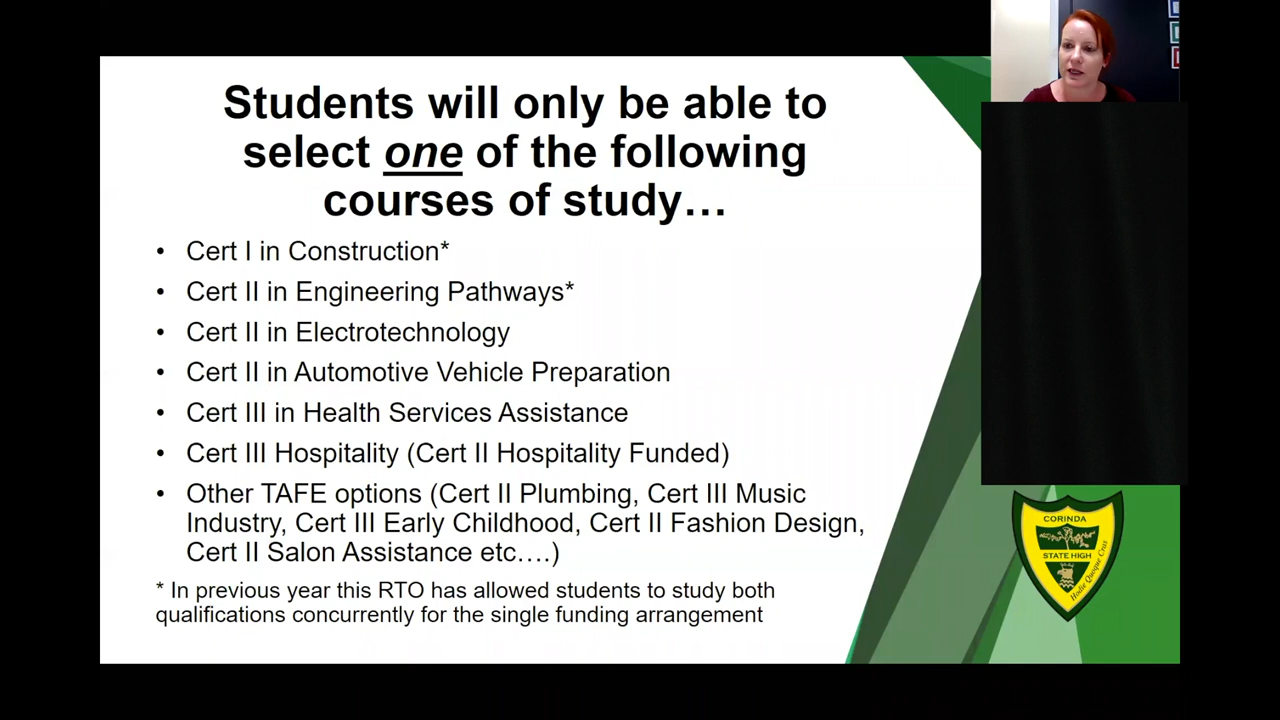 Students will only be able to
select one of the following
courses of study…
• Cert I in Construction*
• Cert II in Engineering Pathways*
• Cert II in Electrotechnology
• Cert II in Automotive Vehicle Preparation
• Cert III in Health Services Assistance
• Cert III Hospitality (Cert II Hospitality Funded)
• Other TAFE options (Cert II Plumbing, Cert III Music
Industry, Cert III Early Childhood, Cert II Fashion Design,
Cert II Salon Assistance etc….)
* In previous year this RTO has allowed students to study both
qualifications concurrently for the single funding arrangement
CORINDA
STATE HIGH
Hodie Quoque Cras